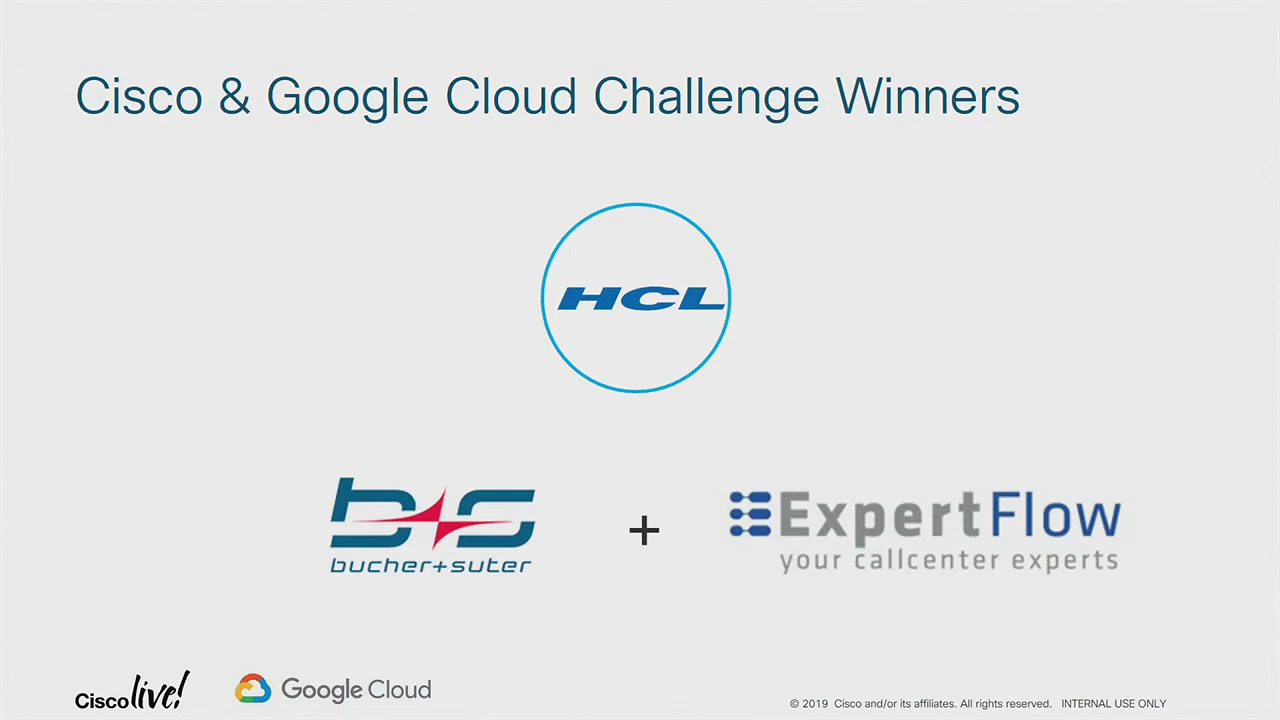 Cisco & Google Cloud Challenge Winners
HCL
b+s
bucher+suter
+
ExpertFlow
your callcenter experts
Cisco live!
Google Cloud
© 2019 Cisco and/or its affiliates. All rights reserved. INTERNAL USE ONLY